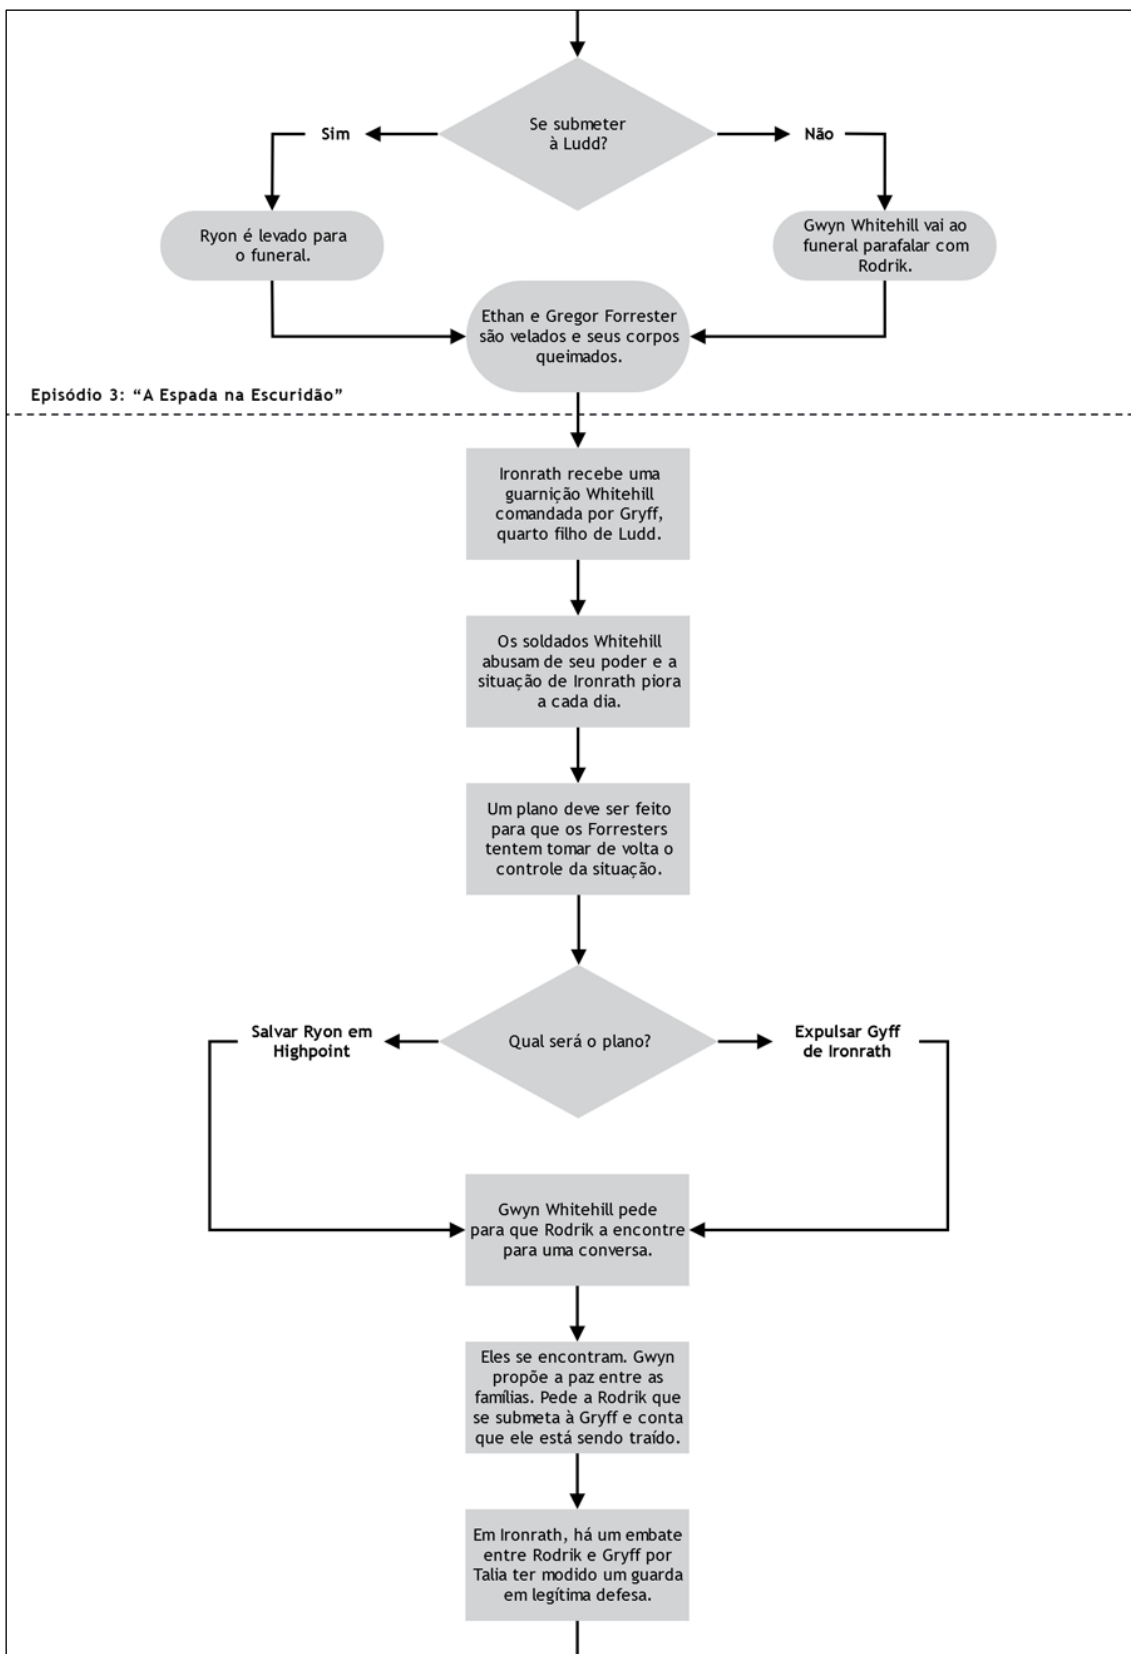 Se submeter
à Ludd?
Sim
Não
Ryon é levado para
o funeral.
Gwyn Whitehill vai ao
funeral parafalar com
Rodrik.
Ethan e Gregor Forrester
são velados e seus corpos
queimados.
Episódio 3: “A Espada na Escuridão”
Ironrath recebe uma
guarnição Whitehill
comandada por Gryff,
quarto filho de Ludd.
Os soldados Whitehill
abusam de seu poder e a
situação de Ironrath piora
a cada dia.
Um plano deve ser feito
para que os Forresters
tentem tomar de volta o
controle da situação.
Salvar Ryon em
Highpoint
Qual será o plano?
Expulsar Gyff
de Ironrath
Gwyn Whitehill pede
para que Rodrik a encontre
para uma conversa.
Eles se encontram. Gwyn
propõe a paz entre as
famílias. Pede a Rodrik que
se submeta à Gryff e conta
que ele está sendo traído.
Em Ironrath, há um embate
entre Rodrik e Gryff por
Talia ter modido um guarda
em legítima defesa.